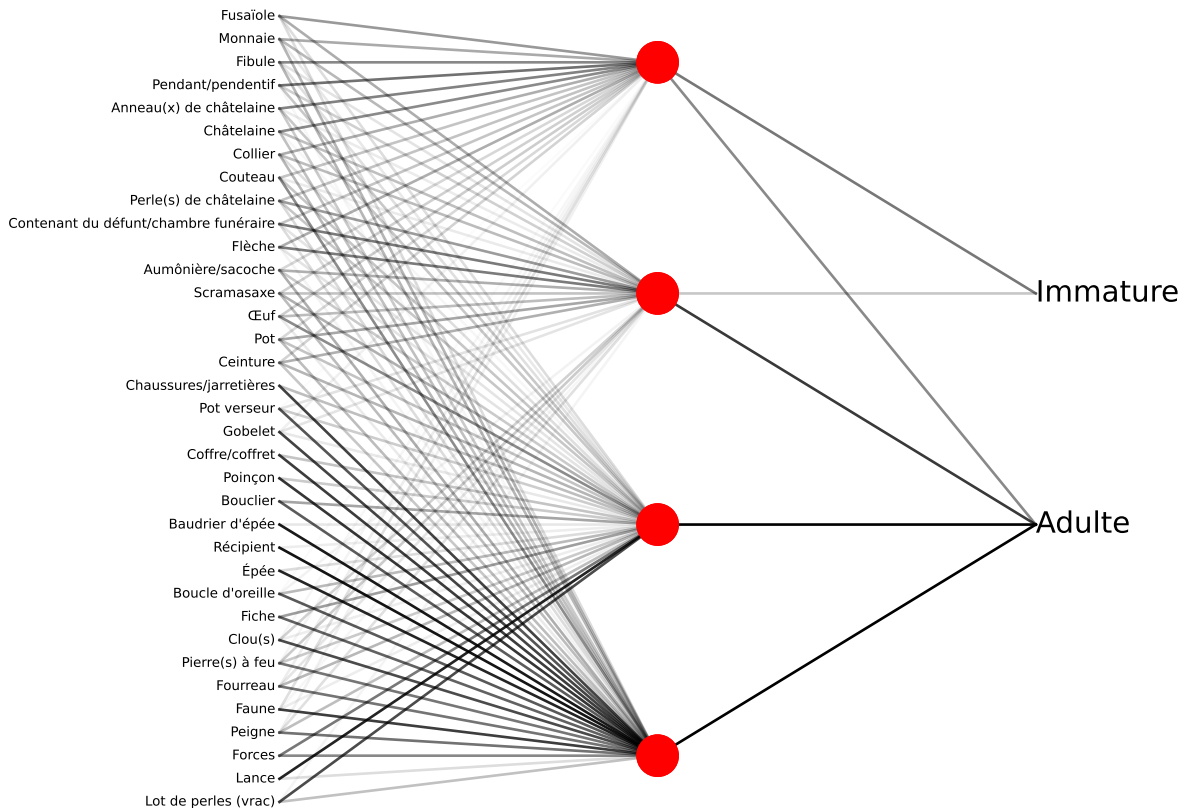 Fusaïole
Monnaie
Fibule
Pendant/pendentif
Anneau(x) de châtelaine
Châtelaine
Collier
Couteau
Perle(s) de châtelaine
Contenant du défunt/chambre funéraire
Flèche
Aumônière/sacoche
Scramasaxe
Œuf
Pot
Ceinture
Chaussures/jarretières
Pot verseur
Gobelet
Coffre/coffret
Poinçon
Bouclier
Baudrier d'épée
Récipient
Épée
Boucle d'oreille
Fiche
Clou(s)
Pierre(s) à feu
Fourreau
Faune
Peigne
Forces
Lance
Lot de perles (vrac)
Immature
Adulte